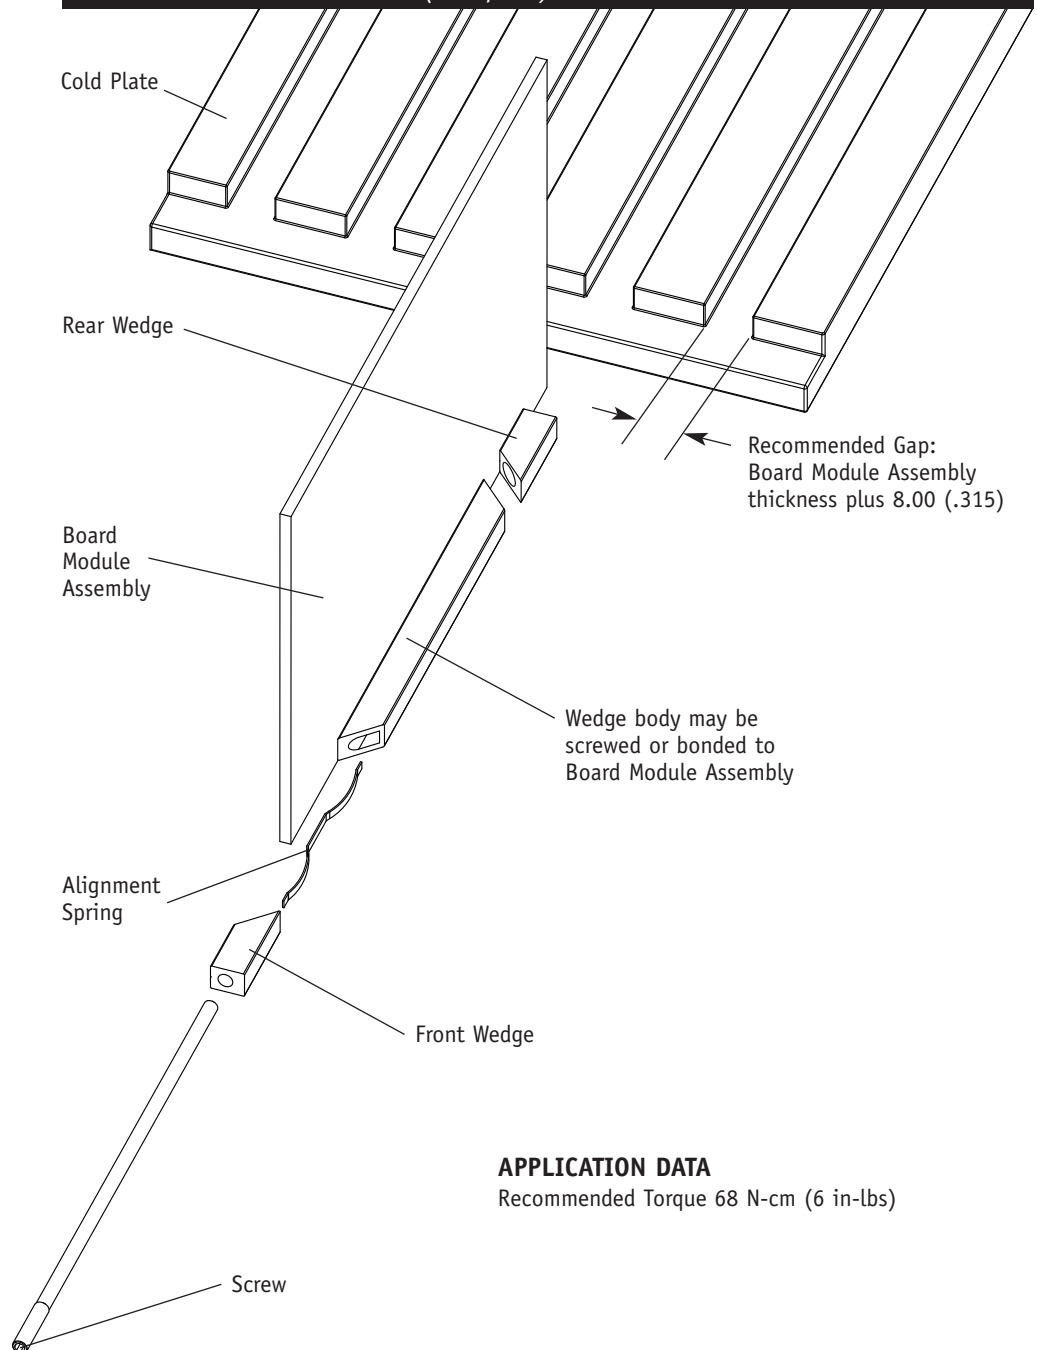 Cold Plate
Rear Wedge
Recommended Gap:
Board Module Assembly
thickness plus 8.00 (.315)
Board
Module
Assembly
Wedge body may be
screwed or bonded to
Board Module Assembly
Alignment
Spring
Front Wedge
APPLICATION DATA
Recommended Torque 68 N-cm (6 in-lbs)
Screw